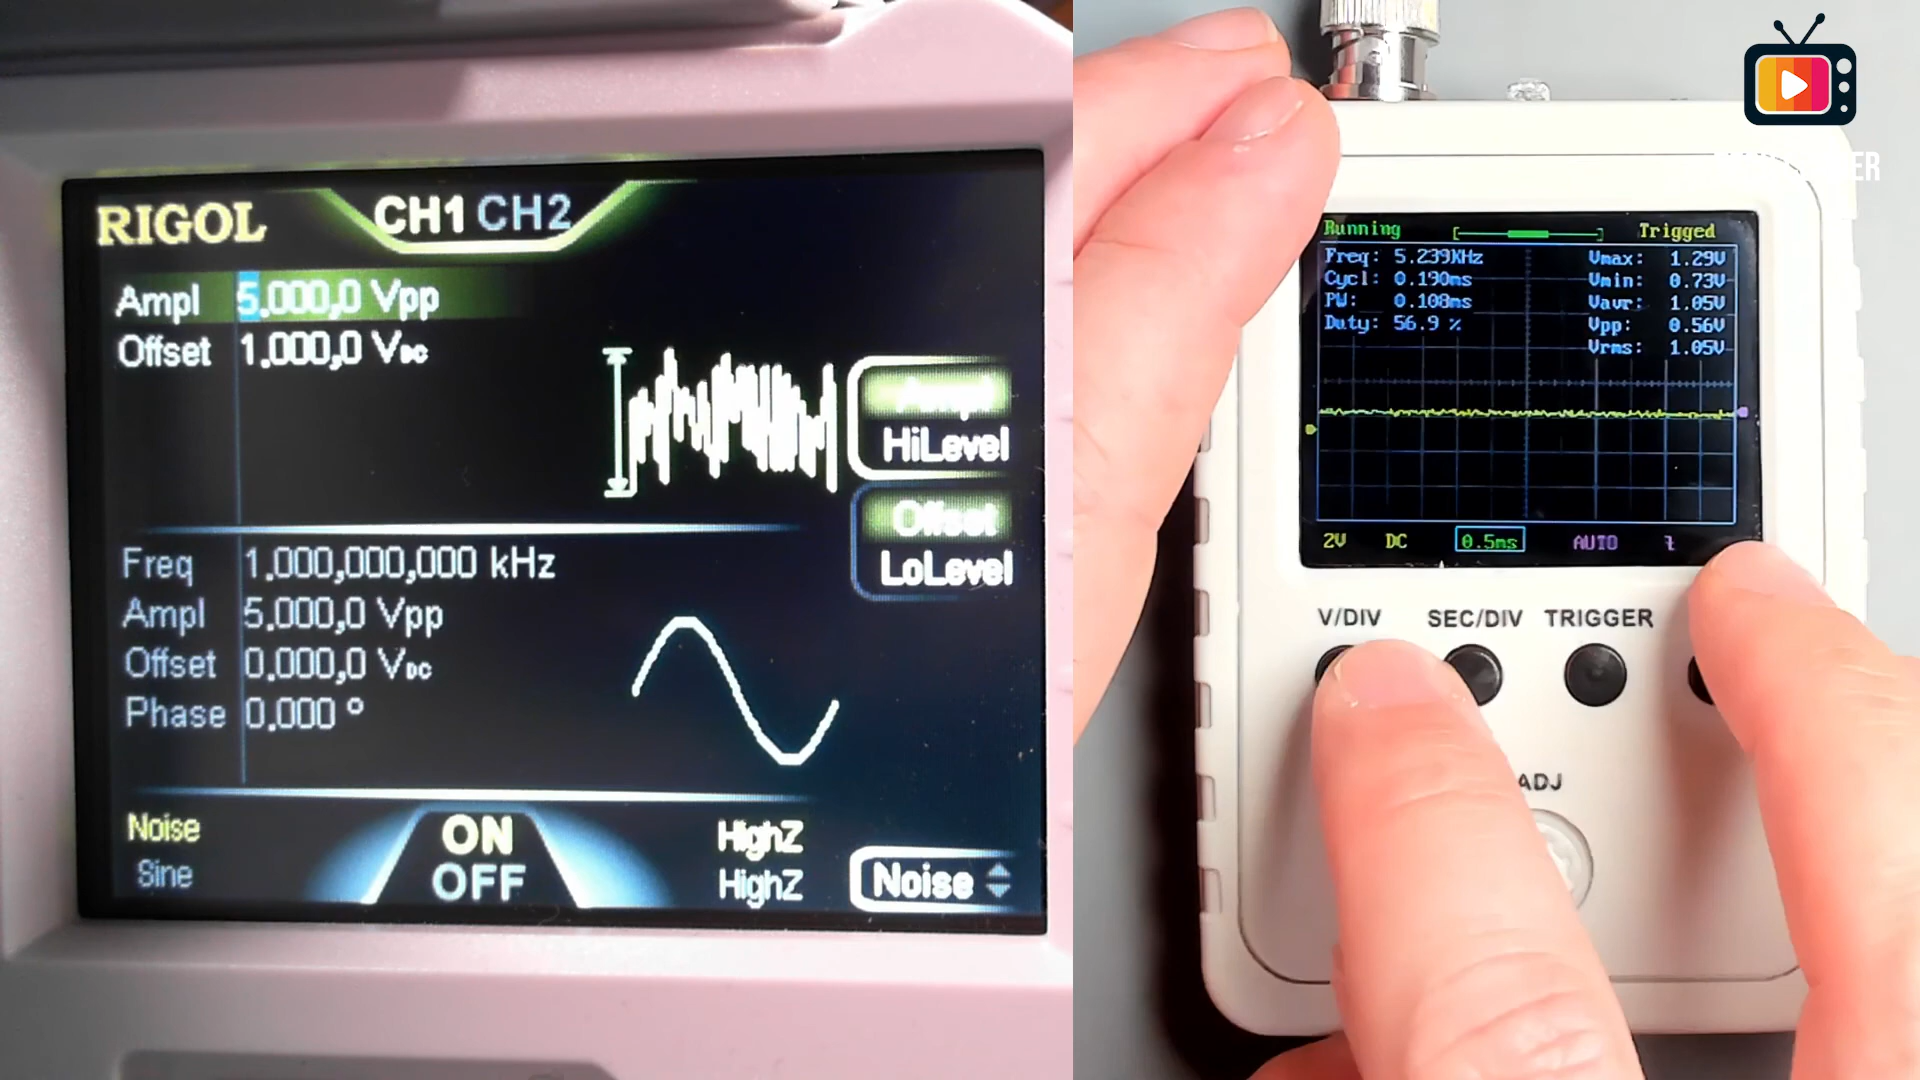 RIGOL
CH1 CH2
Ampl 5.000,0 Vpp
Offset 1.000,0 VDC
Ampl
HiLevel
Offset
LoLevel
Freq 1.000,000,000 kHz
Ampl 5.000,0 Vpp
Offset 0.000,0 VDC
Phase 0.000 °
Noise ON HighZ
Sine OFF HighZ
Noise
Running Trigged
Freq: 5.239KHz Vmax: 1.29V
Cycl: 0.190ms Vmin: 0.73V
PW: 0.108ms Vavr: 1.05V
Duty: 56.9 % Vpp: 0.56V
Vrms: 1.05V
2V DC 0.5ms AUTO
V/DIV SEC/DIV TRIGGER
ADJ